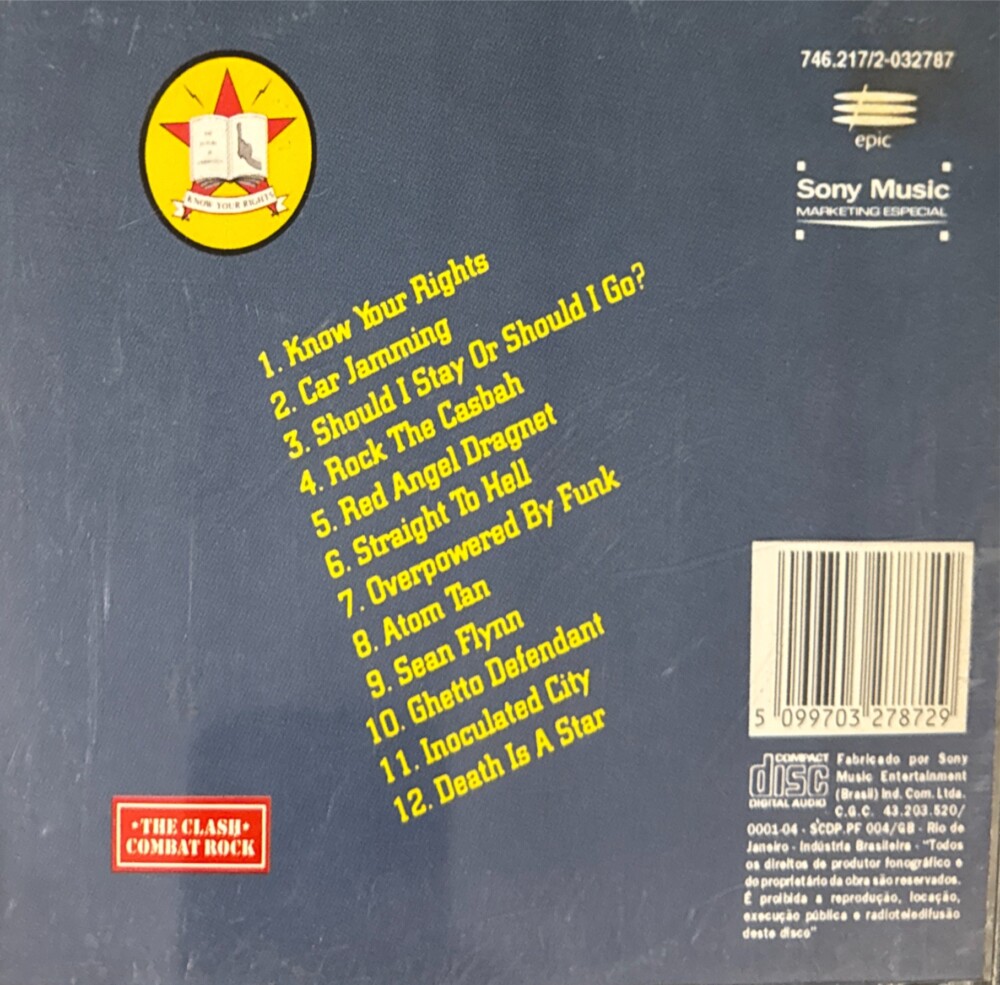 746.217/2-032787
epic
Sony Music
MARKETING ESPECIAL
KNOW YOUR RIGHTS
1. Know Your Rights
2. Car Jamming
3. Should I Stay Or Should I Go?
4. Rock The Casbah
5. Red Angel Dragnet
6. Straight To Hell
7. Overpowered By Funk
8. Atom Tan
9. Sean Flynn
10. Ghetto Defendant
11. Inoculated City
12. Death Is A Star
•THE CLASH•
COMBAT ROCK
5 099703 278729
COMPACT
disc
DIGITAL AUDIO
Fabricado por Sony
Music Entertainment
(Brasil) Ind. Com. Ltda.
C.G.C. 43.203.520/
0001-04 - SCDP.PF 004/GB - Rio de
Janeiro - Indústria Brasileira - "Todos
os direitos de produtor fonográfico e
do proprietário da obra são reservados.
É proibida a reprodução, locação,
execução pública e radioteledifusão
deste disco"